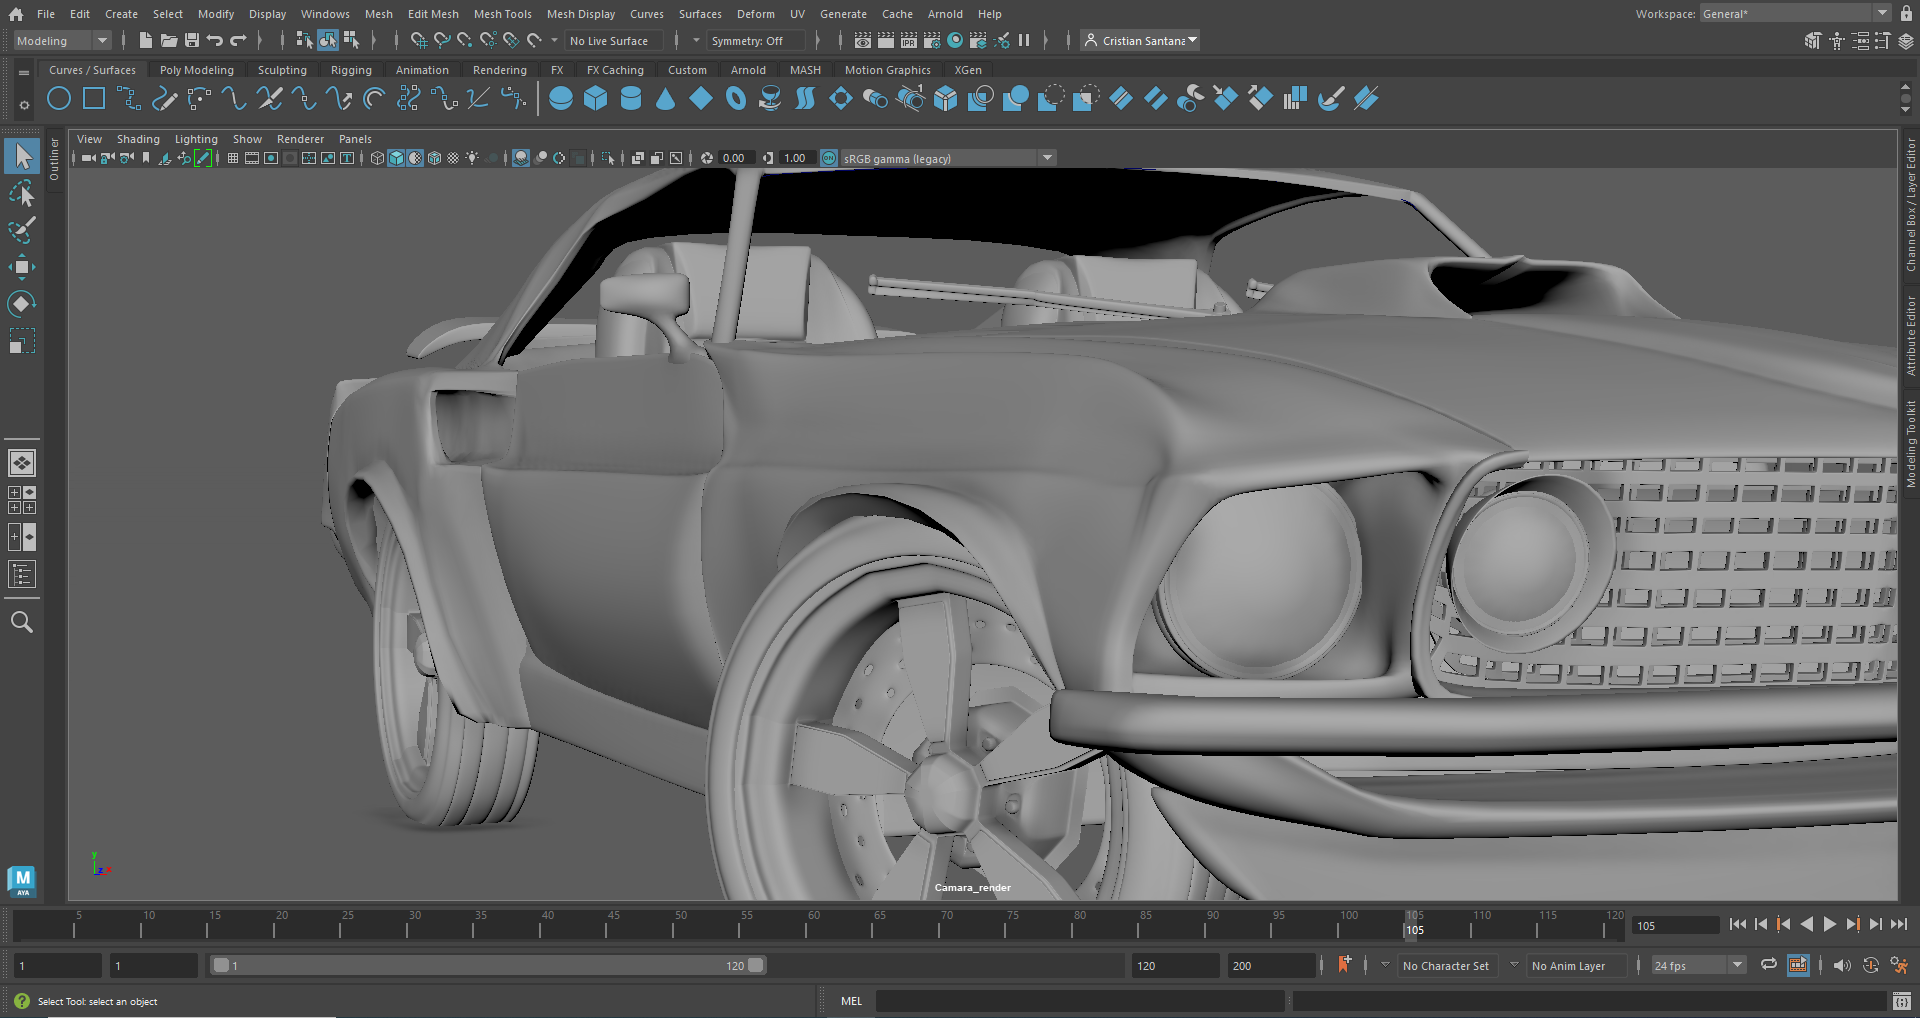 File Edit Create Select Modify Display Windows Mesh Edit Mesh Mesh Tools Mesh Display Curves Surfaces Deform UV Generate Cache Arnold Help Workspace: General*
Modeling No Live Surface Symmetry: Off IPR Cristian Santana
Curves / Surfaces Poly Modeling Sculpting Rigging Animation Rendering FX FX Caching Custom Arnold MASH Motion Graphics XGen
View Shading Lighting Show Renderer Panels
0.00 1.00 ON sRGB gamma (legacy)
Outliner
Channel Box / Layer Editor
Attribute Editor
Modeling Toolkit
y
z
Camara_render
M
AYA
5 10 15 20 25 30 35 40 45 50 55 60 65 70 75 80 85 90 95 100 105 110 115 120
105
105
1 1 1 120 120 200 No Character Set No Anim Layer 24 fps
Select Tool: select an object MEL